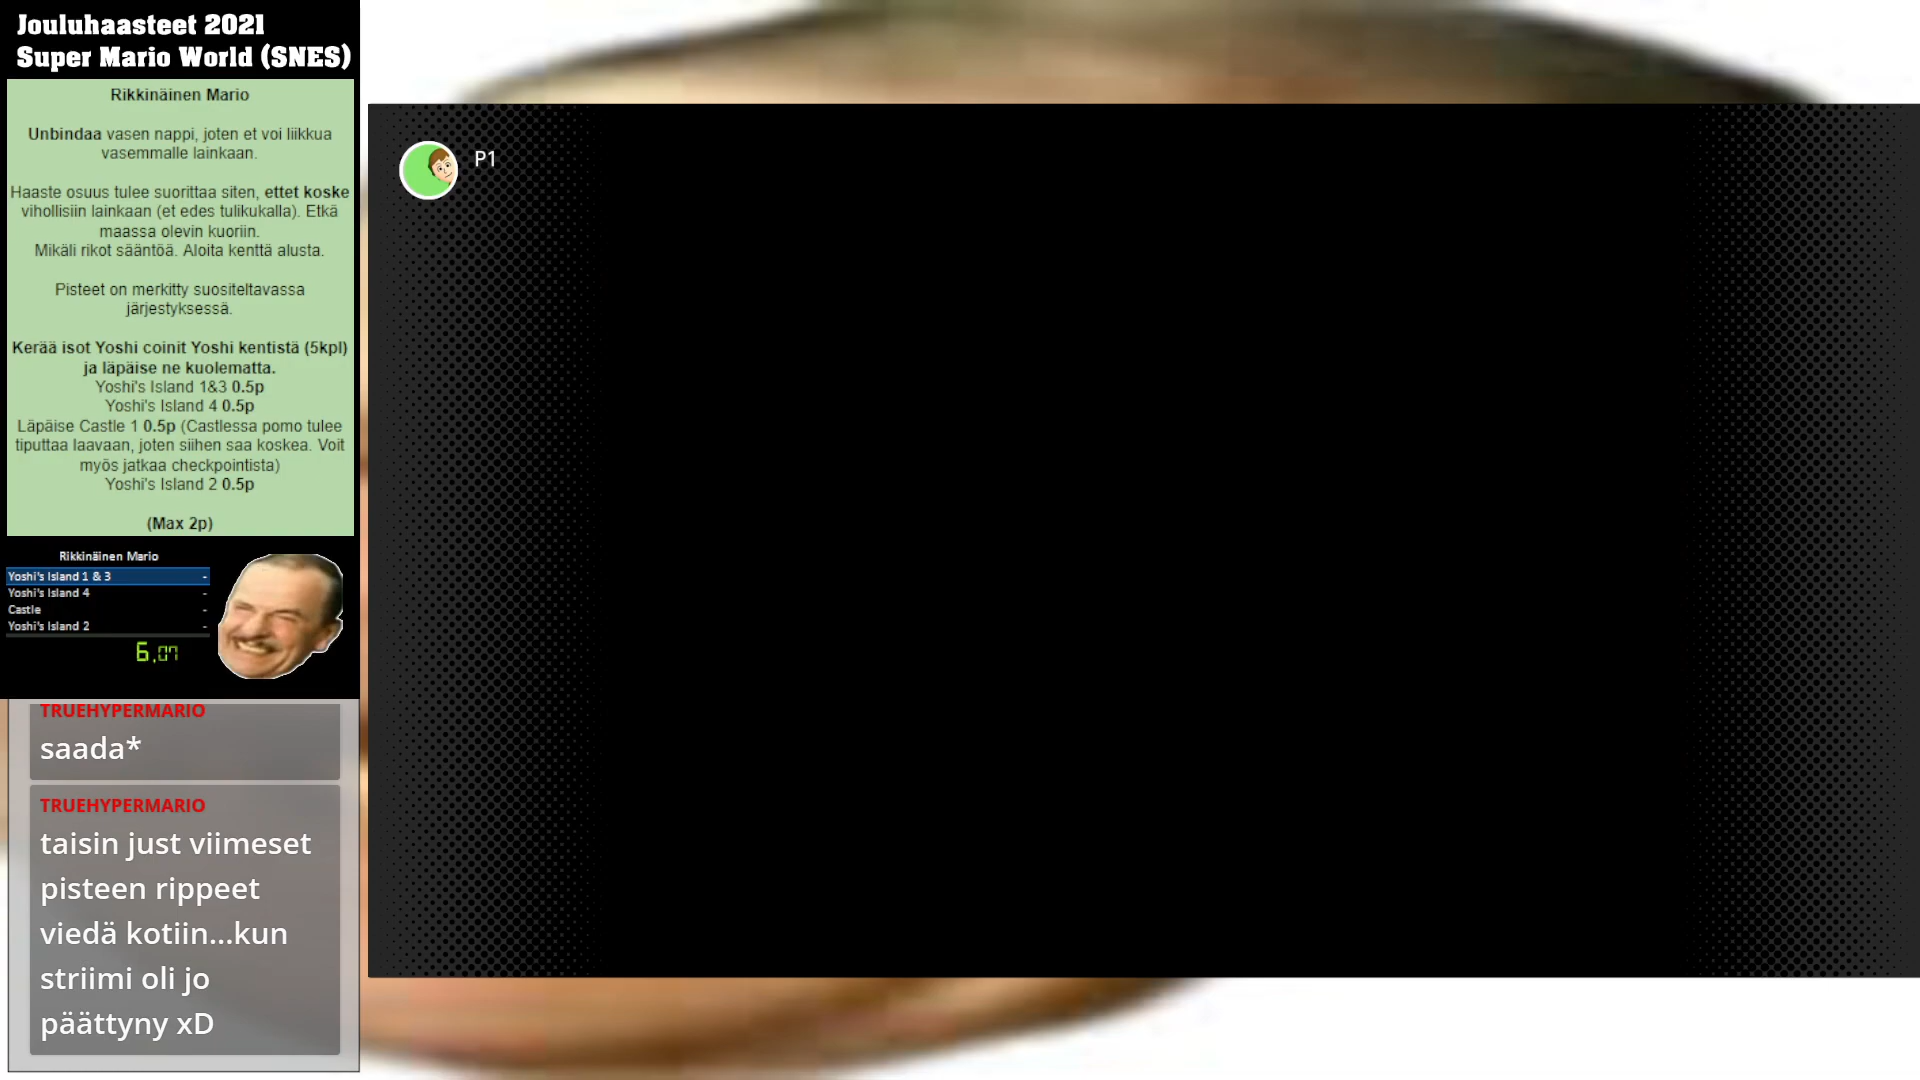 Jouluhaasteet 2021
Super Mario World (SNES)
Rikkinäinen Mario
Unbindaa vasen nappi, joten et voi liikkua
vasemmalle lainkaan.
Haaste osuus tulee suorittaa siten, ettet koske
vihollisiin lainkaan (et edes tulikukalla). Etkä
maassa olevin kuoriin.
Mikäli rikot sääntöä. Aloita kenttä alusta.
Pisteet on merkitty suositeltavassa
järjestyksessä.
Kerää isot Yoshi coinit Yoshi kentistä (5kpl)
ja läpäise ne kuolematta.
Yoshi's Island 1&3 0.5p
Yoshi's Island 4 0.5p
Läpäise Castle 1 0.5p (Castlessa pomo tulee
tiputtaa laavaan, joten siihen saa koskea. Voit
myös jatkaa checkpointista)
Yoshi's Island 2 0.5p
(Max 2p)
Rikkinäinen Mario
Yoshi's Island 1 & 3 -
Yoshi's Island 4 -
Castle -
Yoshi's Island 2 -
6.07
TRUEHYPERMARIO
saada*
TRUEHYPERMARIO
taisin just viimeset
pisteen rippeet
viedä kotiin...kun
striimi oli jo
päättyny xD
P1